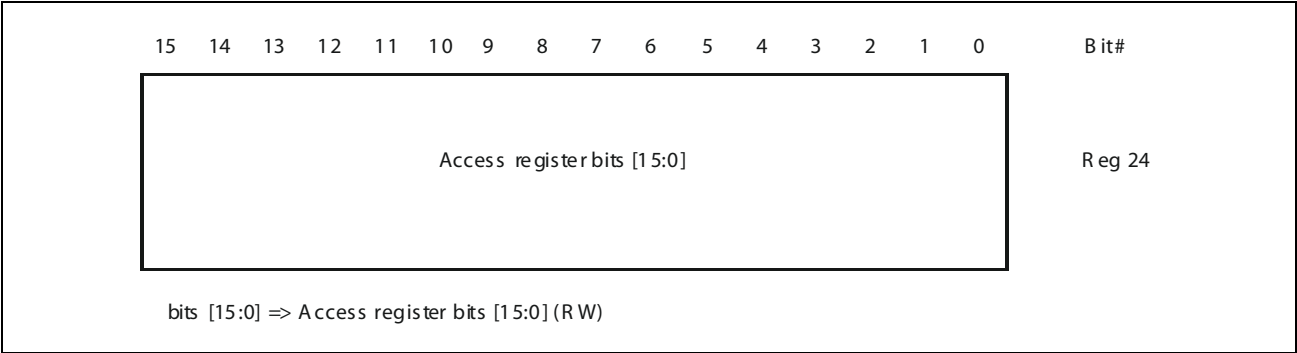 15 14 13 12 11 10 9 8 7 6 5 4 3 2 1 0 Bit#
Access register bits [15:0] Reg 24
bits [15:0] => Access register bits [15:0] (RW)